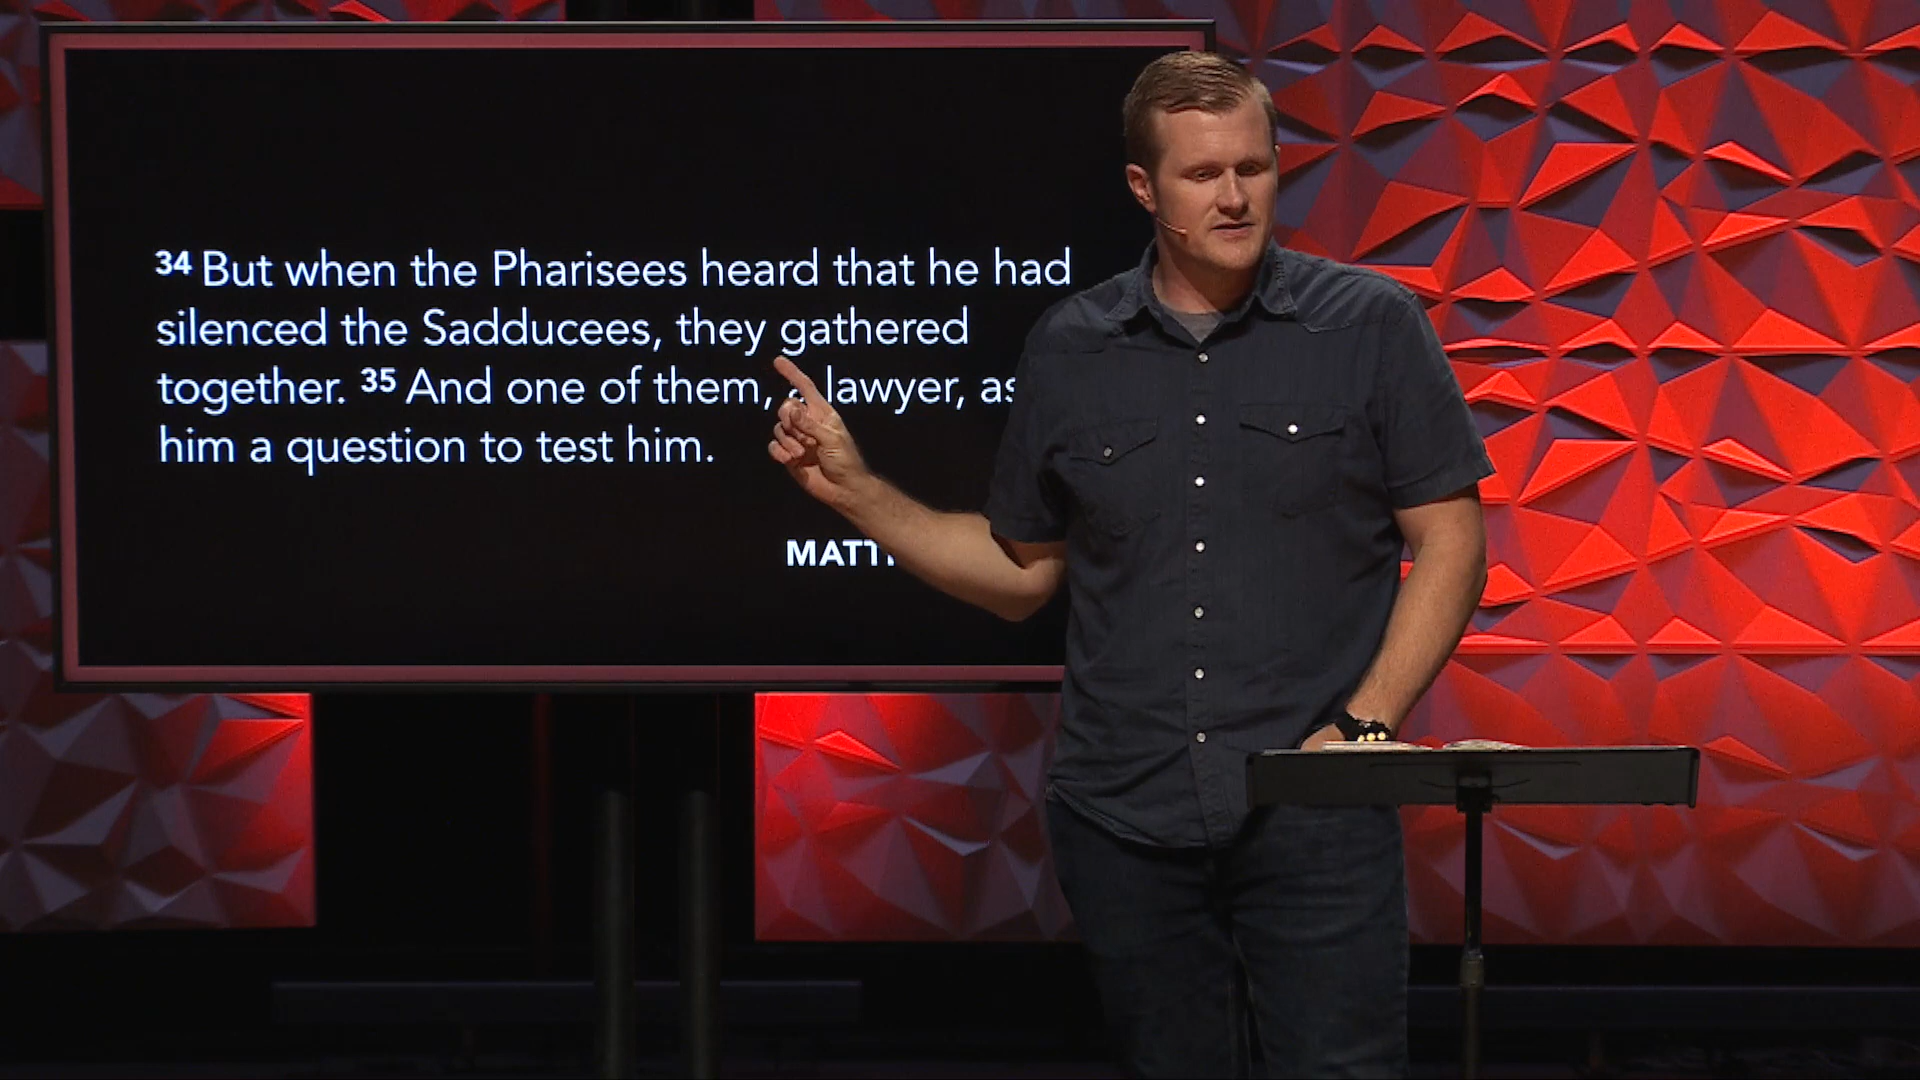 34 But when the Pharisees heard that he had
silenced the Sadducees, they gathered
together. 35 And one of them, a lawyer,
him a question to test him.